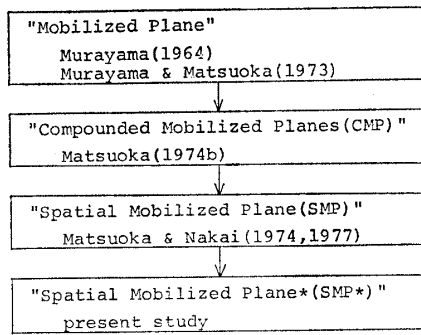 "Mobilized Plane"
Murayama(1964)
Murayama & Matsuoka(1973)
"Compounded Mobilized Planes(CMP)"
Matsuoka(1974b)
"Spatial Mobilized Plane(SMP)"
Matsuoka & Nakai(1974,1977)
"Spatial Mobilized Plane*(SMP*)"
present study